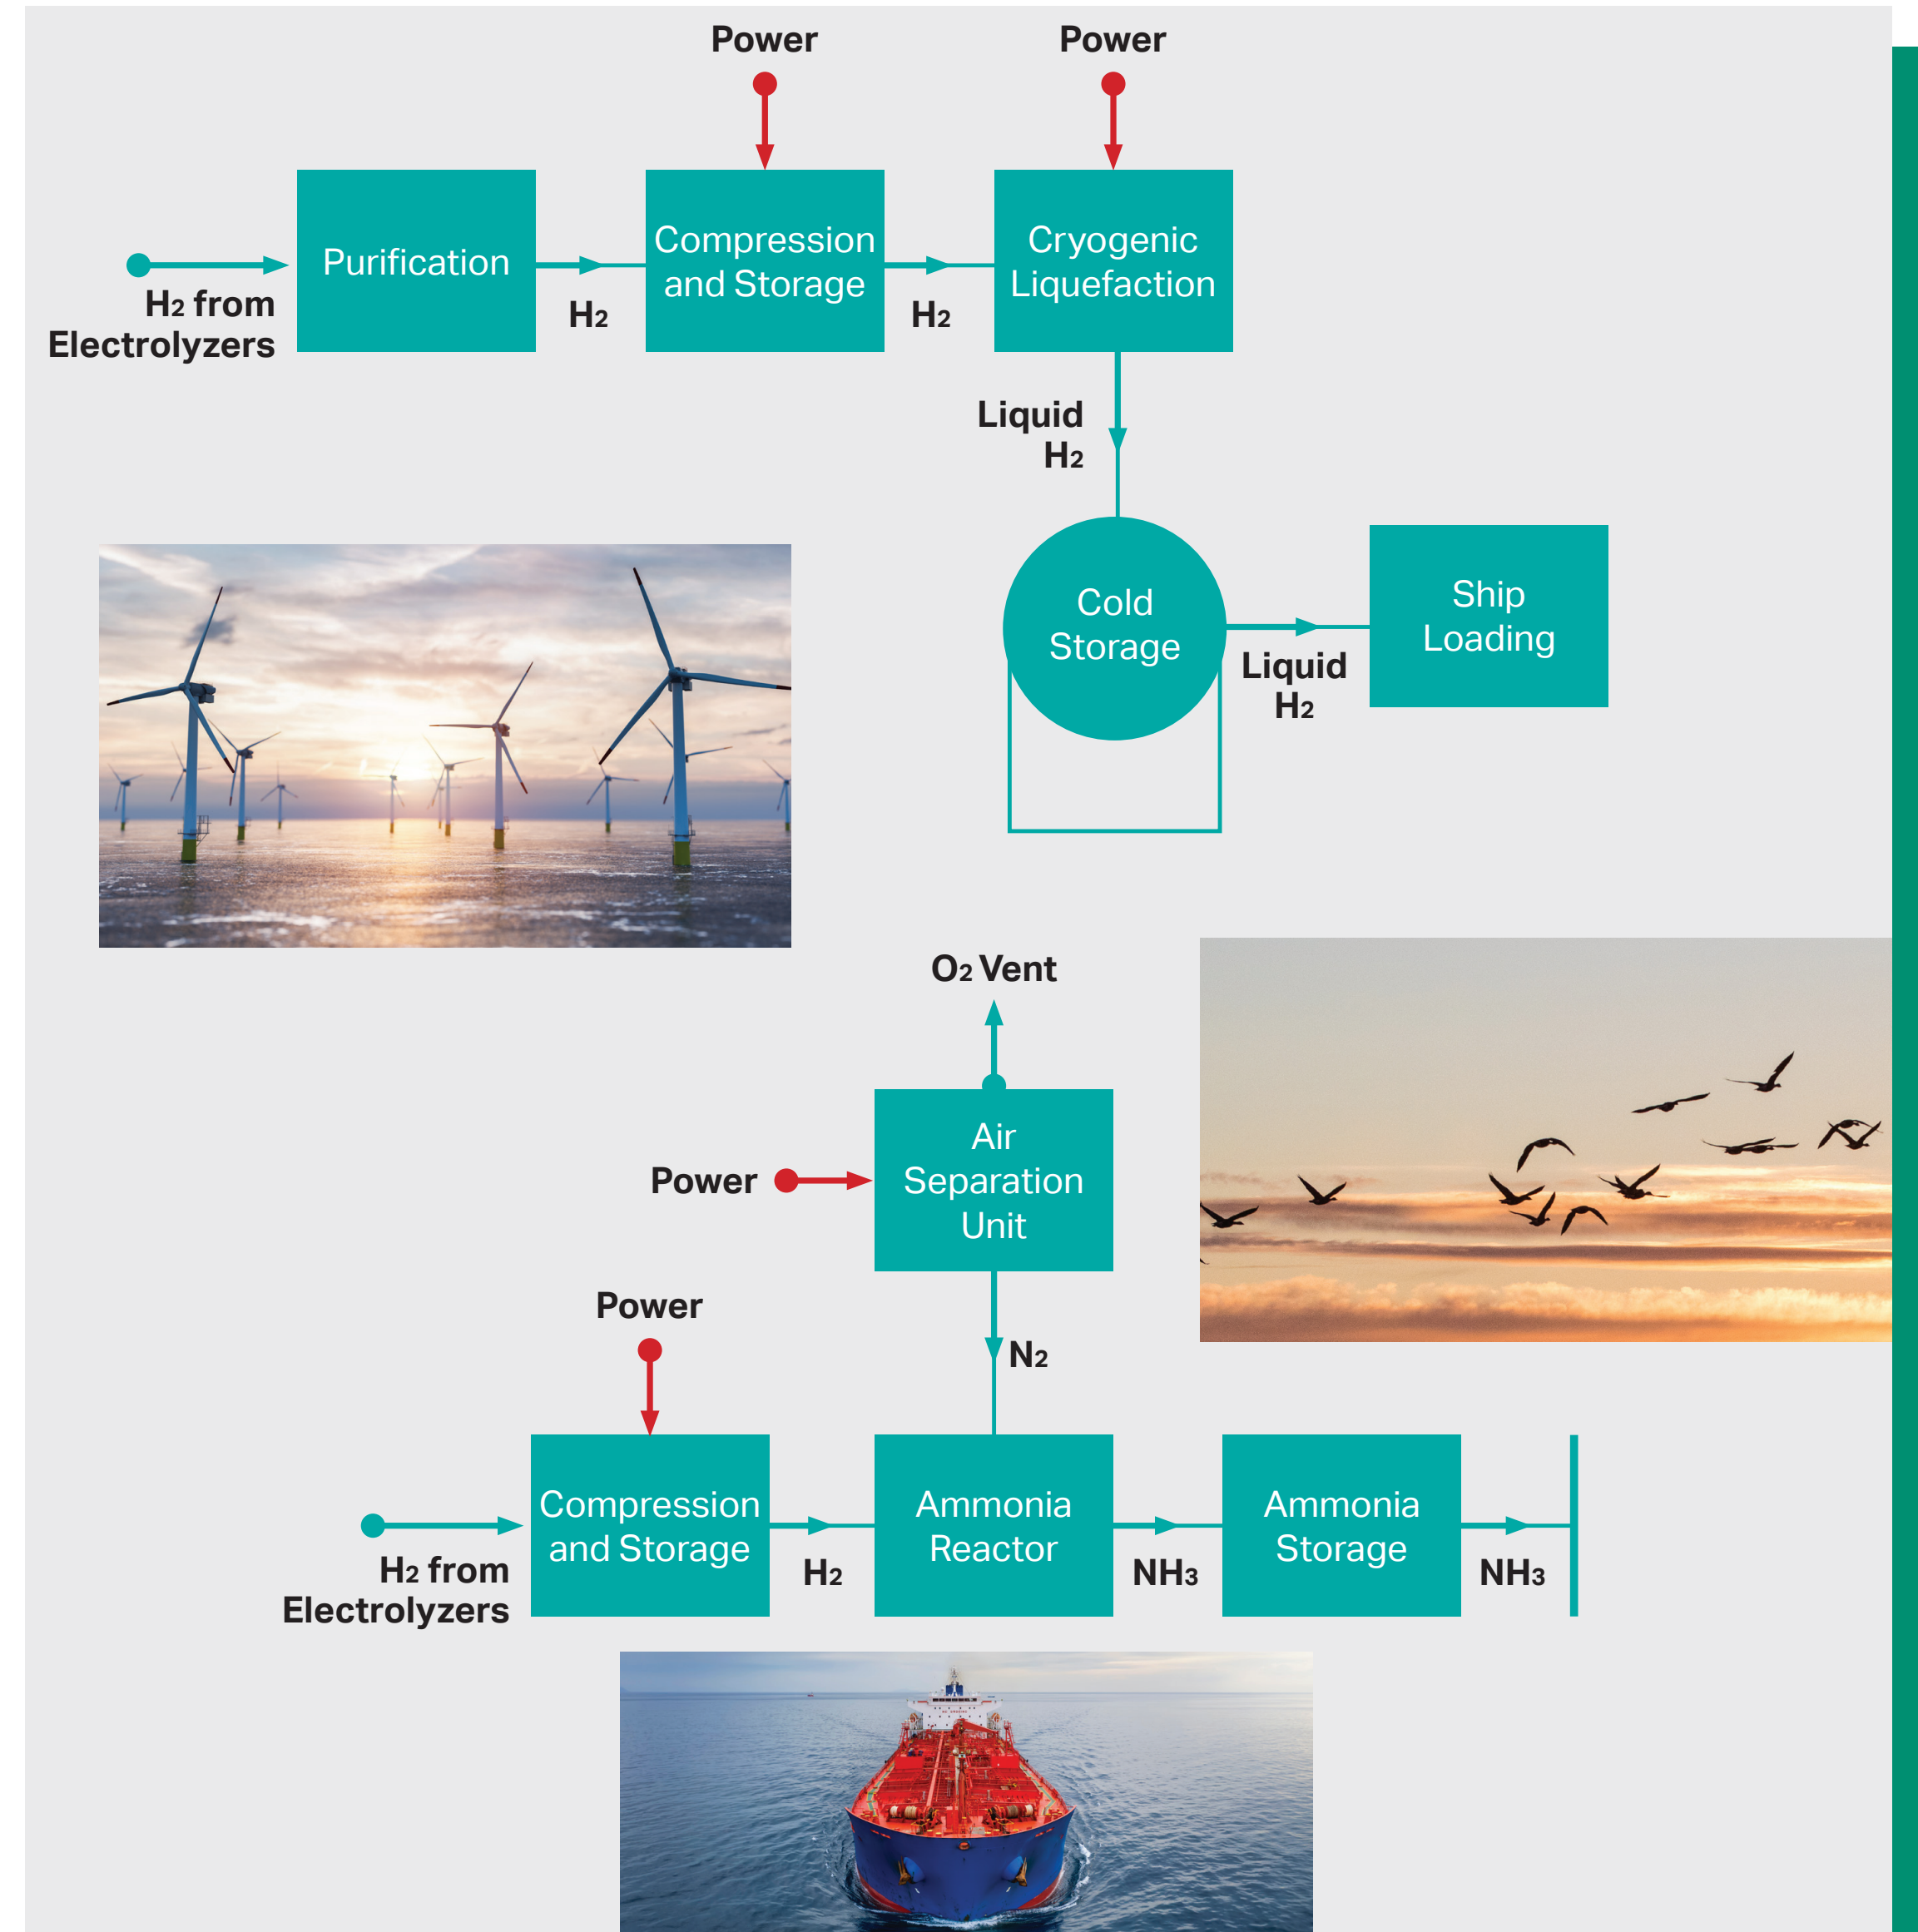 Power
Power
Purification
Compression
and Storage
Cryogenic
Liquefaction
H2 from
Electrolyzers
H2
H2
Liquid
H2
Cold
Storage
Ship
Loading
Liquid
H2
O2 Vent
Air
Separation
Unit
Power
Power
N2
Compression
and Storage
Ammonia
Reactor
Ammonia
Storage
H2 from
Electrolyzers
H2
NH3
NH3